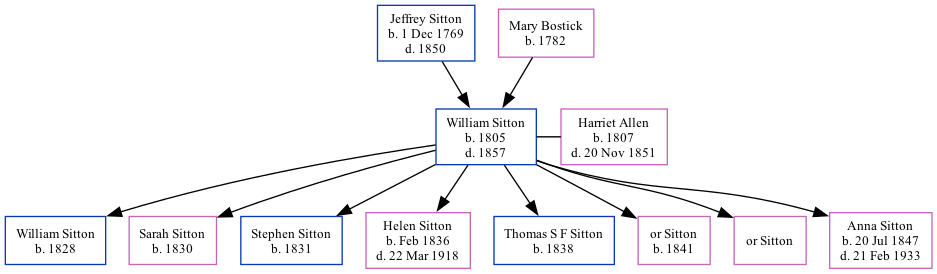 Jeffrey Sitton
b. 1 Dec 1769
d. 1850
Mary Bostick
b. 1782
William Sitton
b. 1805
d. 1857
Harriet Allen
b. 1807
d. 20 Nov 1851
William Sitton
b. 1828
Sarah Sitton
b. 1830
Stephen Sitton
b. 1831
Helen Sitton
b. Feb 1836
d. 22 Mar 1918
Thomas S F Sitton
b. 1838
or Sitton
b. 1841
or Sitton
Anna Sitton
b. 20 Jul 1847
d. 21 Feb 1933